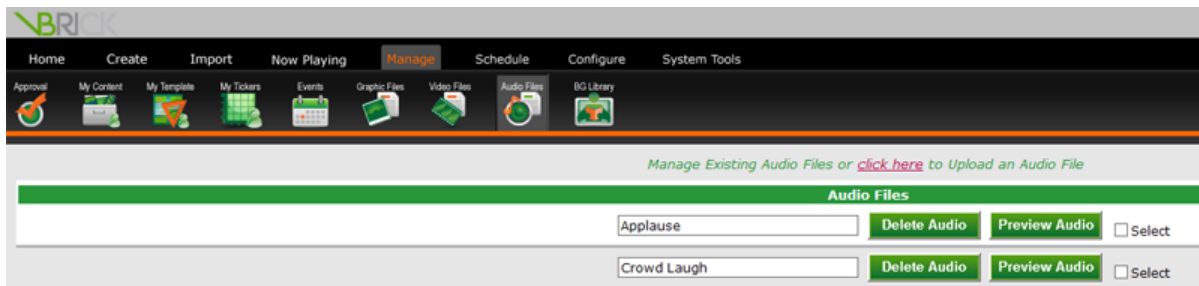 VBRICK
Home Create Import Now Playing Manage Schedule Configure System Tools
Approval My Content My Template My Tickers Events Graphic Files Video Files Audio Files BG Library
Manage Existing Audio Files or click here to Upload an Audio File
Audio Files
Applause Delete Audio Preview Audio Select
Crowd Laugh Delete Audio Preview Audio Select